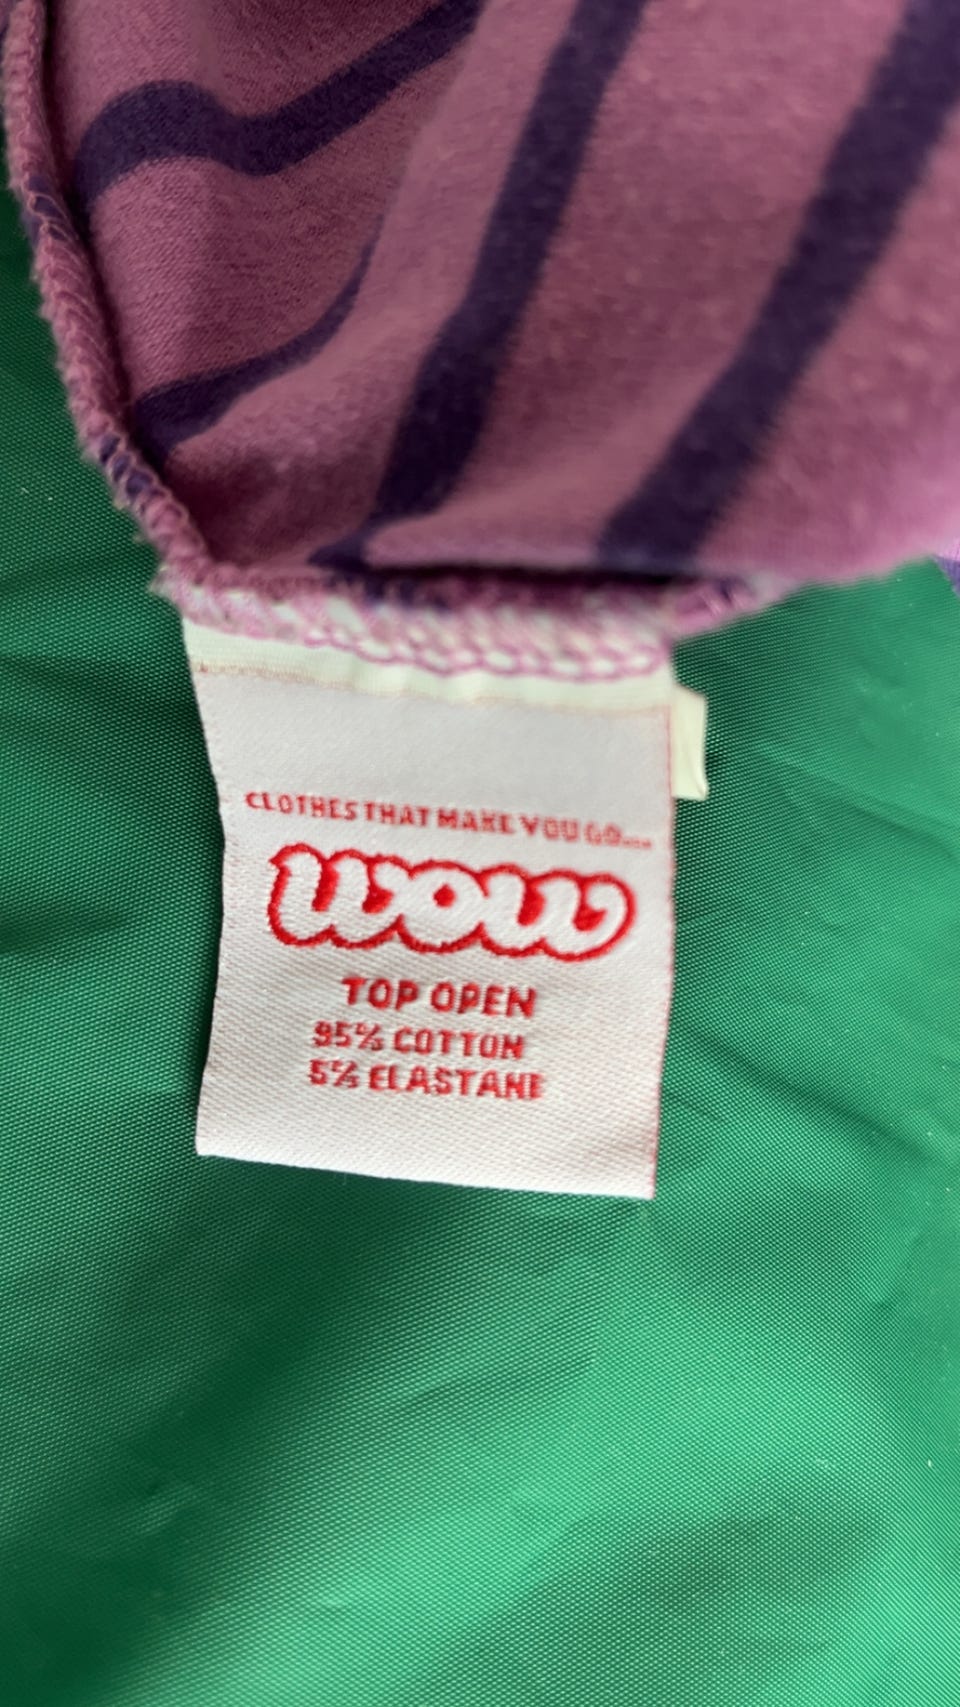 CLOTHES THAT MAKE YOU GO....
WOW
TOP OPEN
95% COTTON
5% ELASTANE